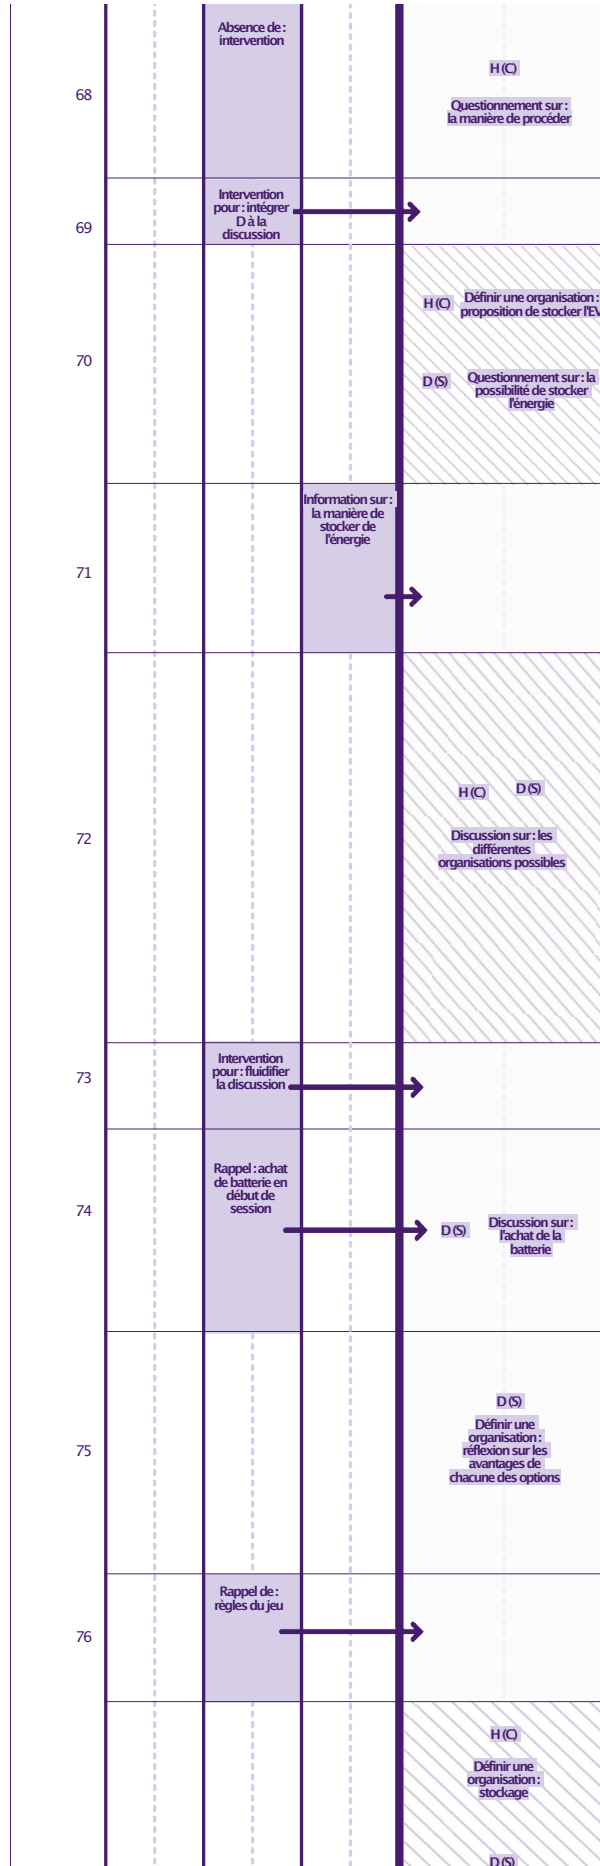 Absence de :
intervention
68
H (C)
Questionnement sur :
la manière de procéder
69
Intervention
pour : intégrer
D à la
discussion
70
H (C)
Définir une organisation :
proposition de stocker l'EV
D (S)
Questionnement sur : la
possibilité de stocker
l'énergie
71
Information sur :
la manière de
stocker de
l'énergie
72
H (C)
D (S)
Discussion sur : les
différentes
organisations possibles
73
Intervention
pour : fluidifier
la discussion
74
Rappel : achat
de batterie en
début de
session
D (S)
Discussion sur :
l'achat de la
batterie
75
D (S)
Définir une
organisation :
réflexion sur les
avantages de
chacune des options
76
Rappel de :
règles du jeu
H (C)
Définir une
organisation :
stockage
D (S)